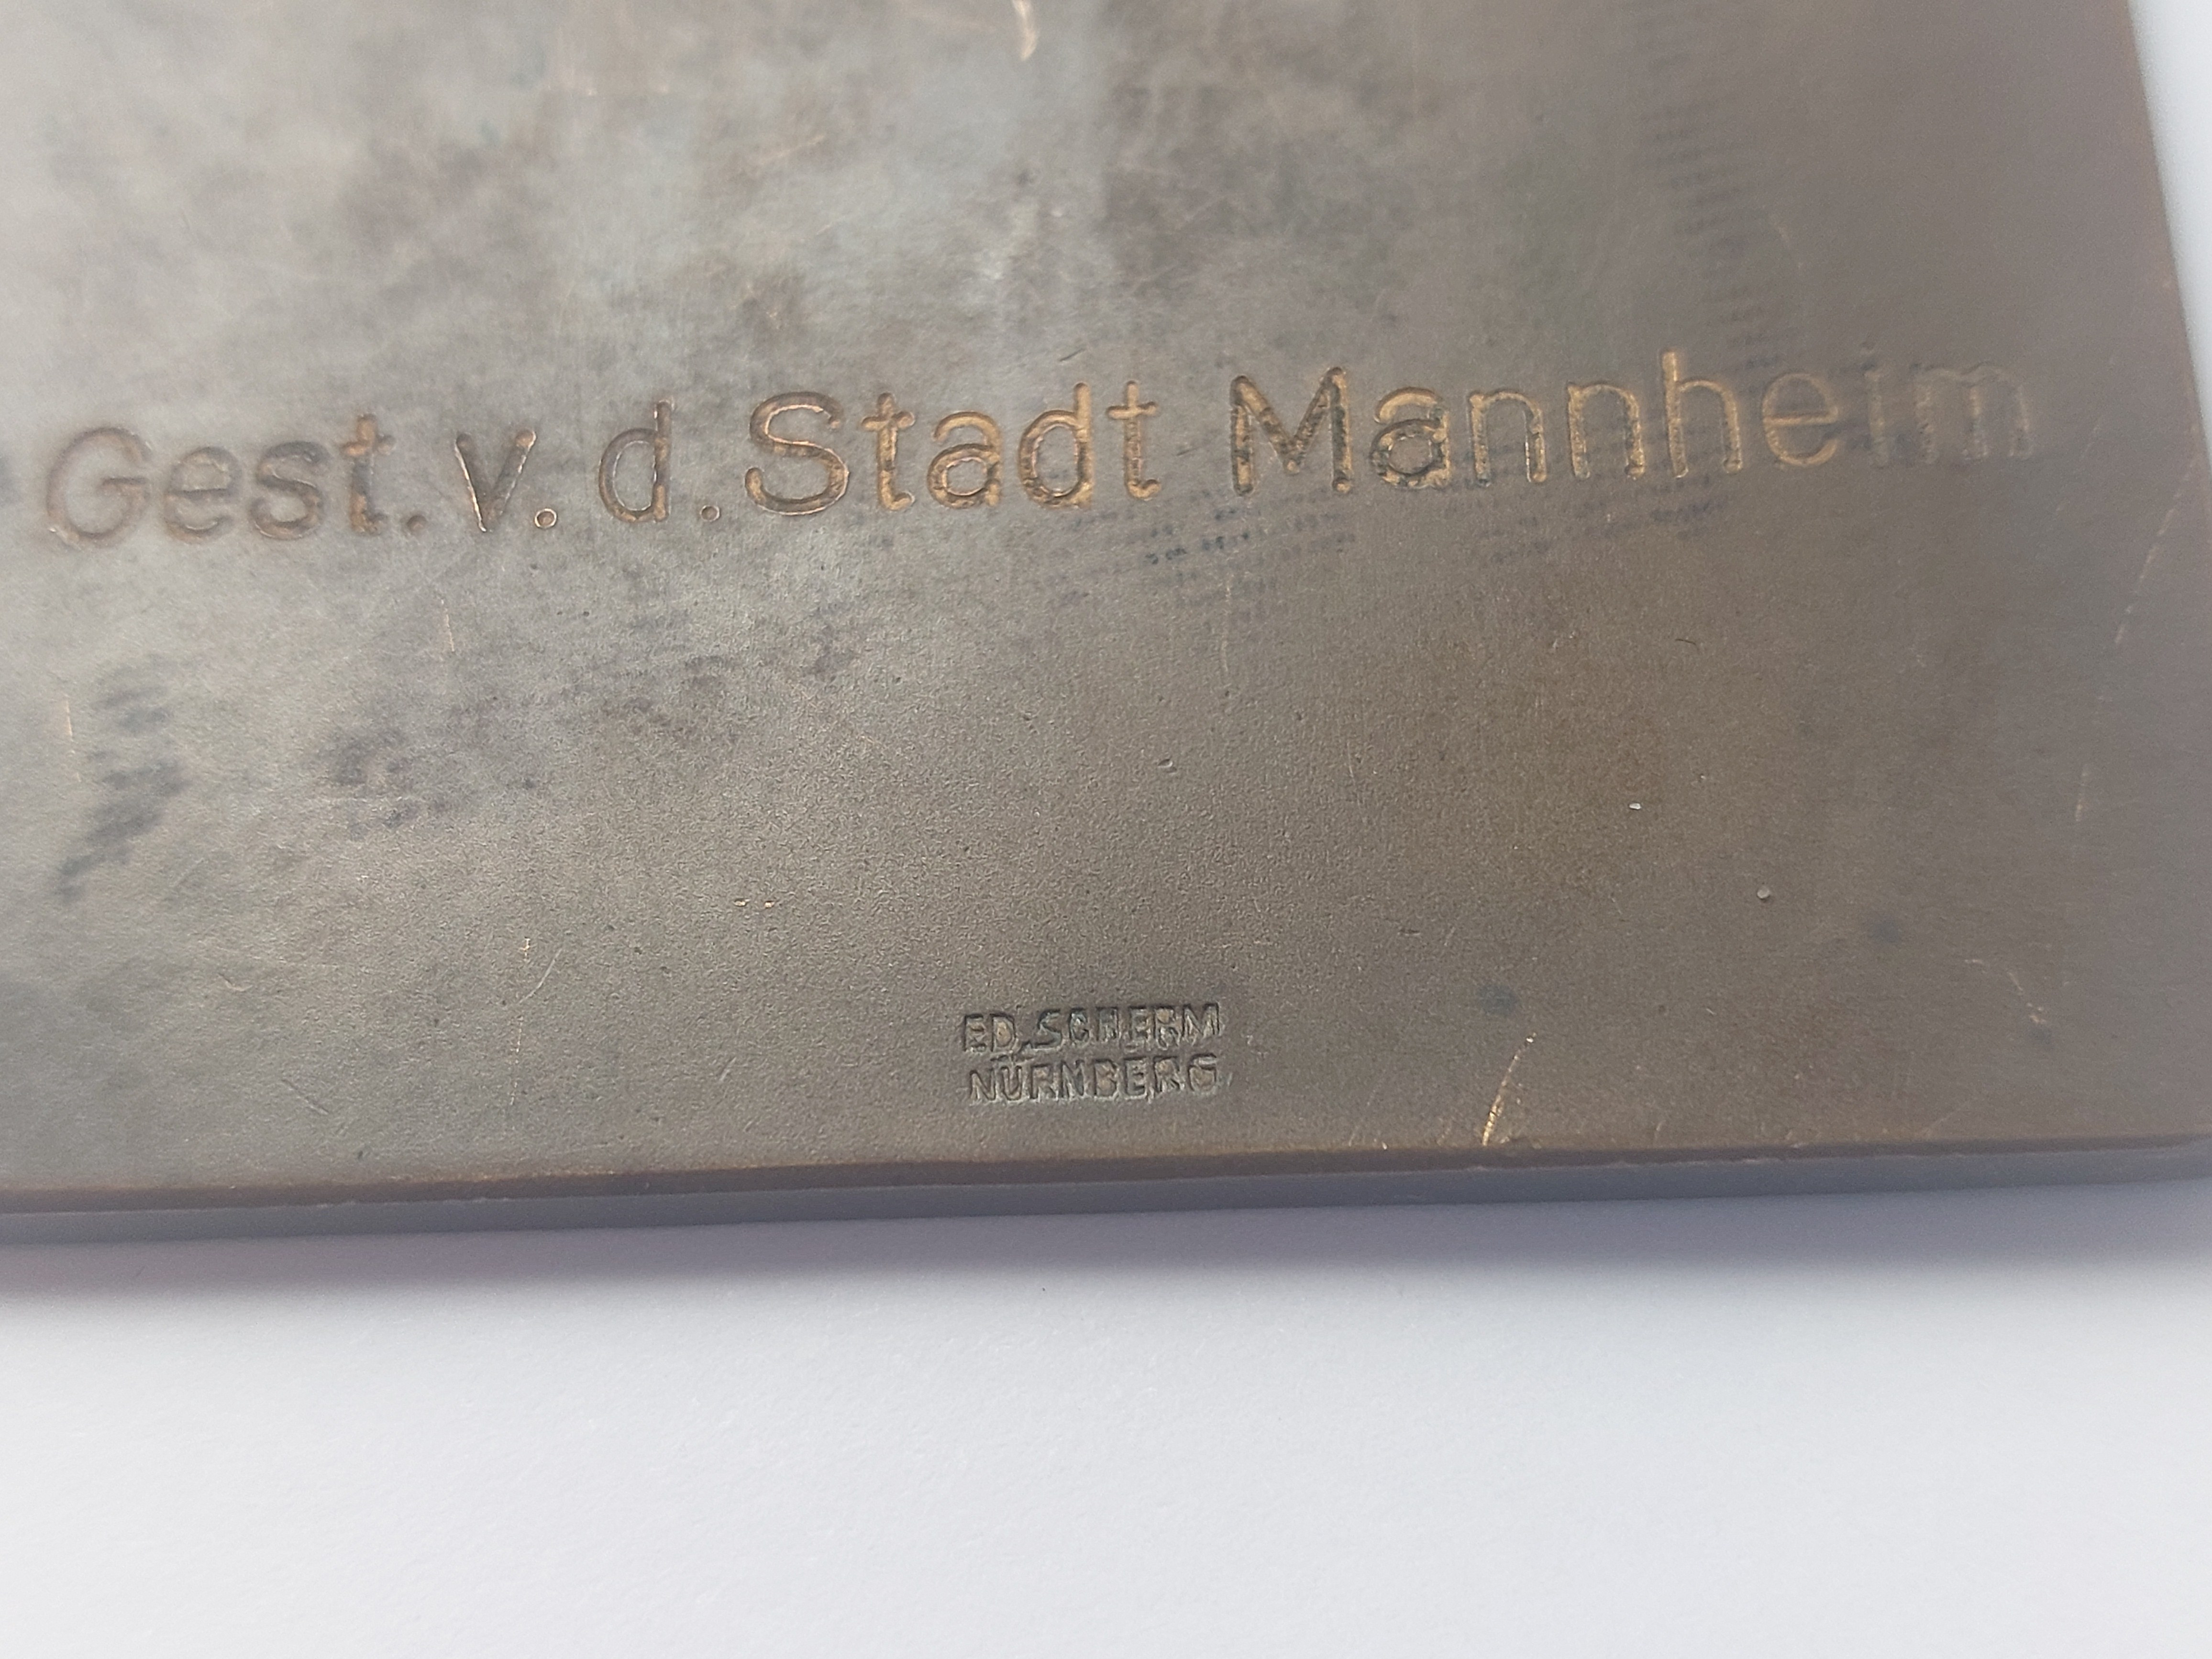 Gest. v. d. Stadt Mannheim
ED. SCHERM
NÜRNBERG